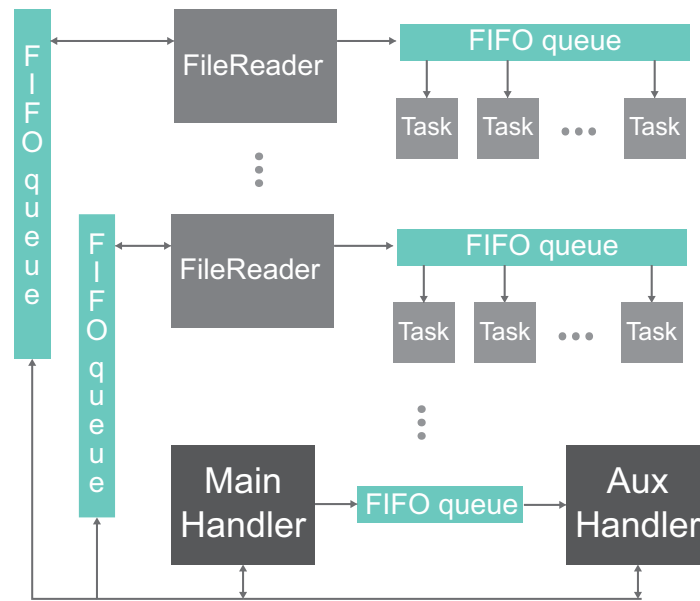 FIFO queue
FileReader
FIFO queue
Task
Task
Task
FIFO queue
FileReader
FIFO queue
Task
Task
Task
Main
Handler
FIFO queue
Aux
Handler